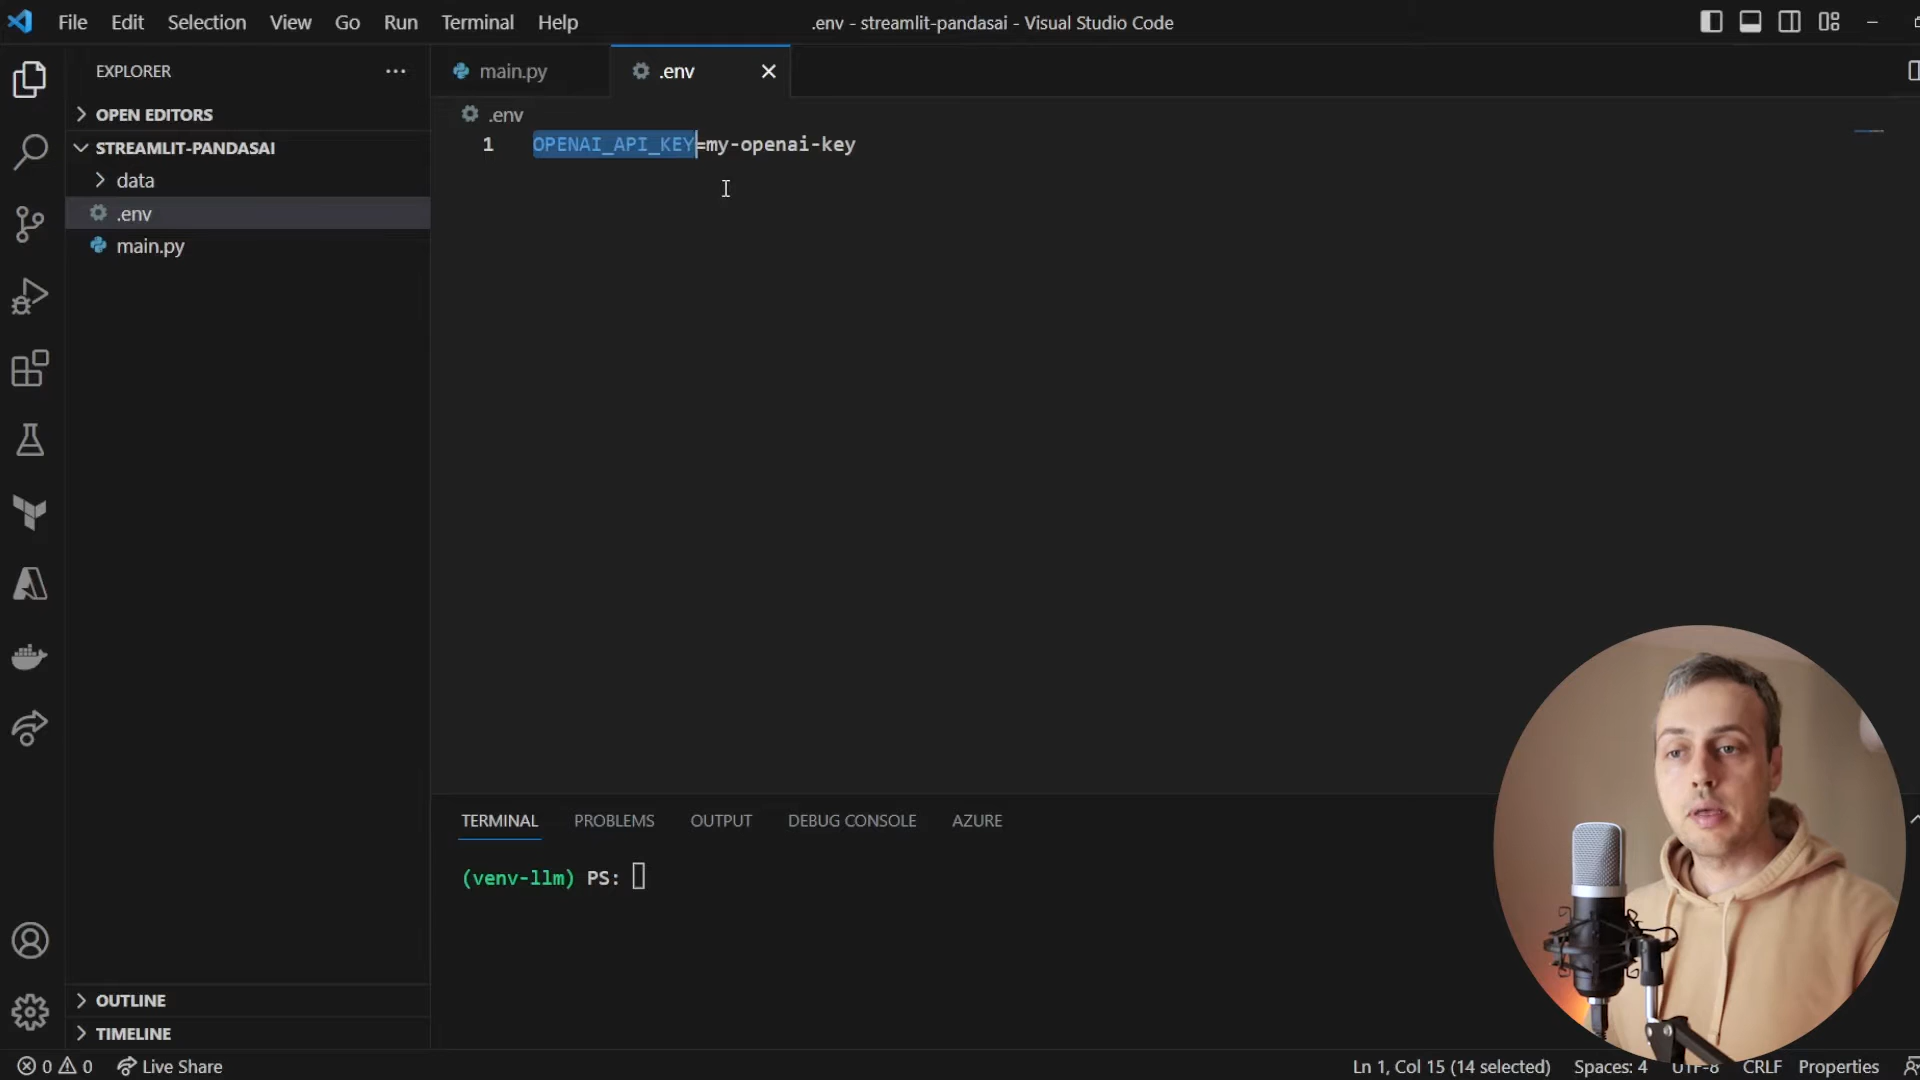 File Edit Selection View Go Run Terminal Help .env - streamlit-pandasai - Visual Studio Code
EXPLORER
main.py .env
OPEN EDITORS
.env
STREAMLIT-PANDASAI
1 OPENAI_API_KEY=my-openai-key
data
.env
main.py
TERMINAL PROBLEMS OUTPUT DEBUG CONSOLE AZURE
(venv-llm) PS:
OUTLINE
TIMELINE
0 0 Live Share Ln 1, Col 15 (14 selected) Spaces: 4 UTF-8 CRLF Properties